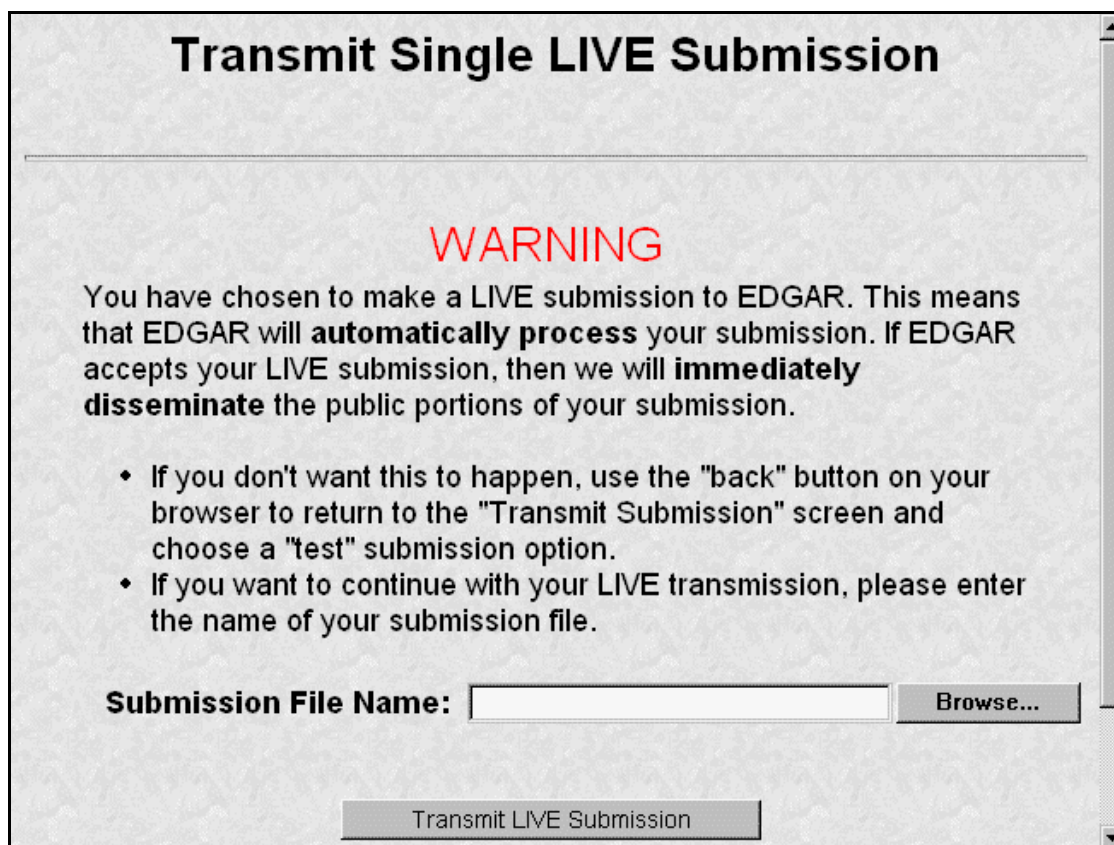 Transmit Single LIVE Submission
WARNING
You have chosen to make a LIVE submission to EDGAR. This means
that EDGAR will automatically process your submission. If EDGAR
accepts your LIVE submission, then we will immediately
disseminate the public portions of your submission.
• If you don't want this to happen, use the "back" button on your
browser to return to the "Transmit Submission" screen and
choose a "test" submission option.
• If you want to continue with your LIVE transmission, please enter
the name of your submission file.
Submission File Name: Browse...
Transmit LIVE Submission